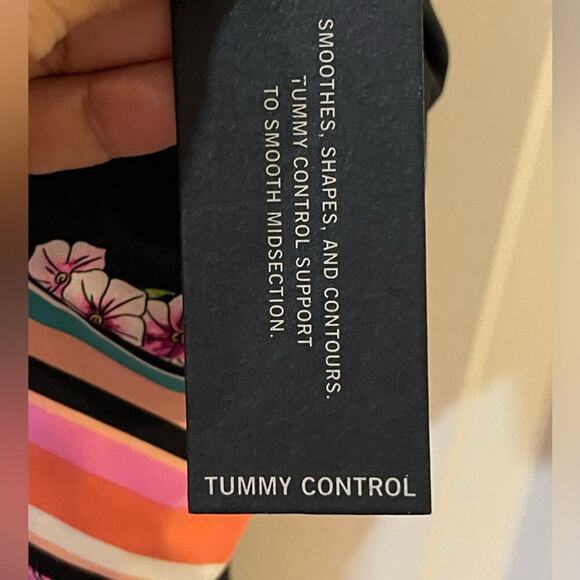 SMOOTHES, SHAPES, AND CONTOURS.
TUMMY CONTROL SUPPORT
TO SMOOTH MIDSECTION.
TUMMY CONTROL